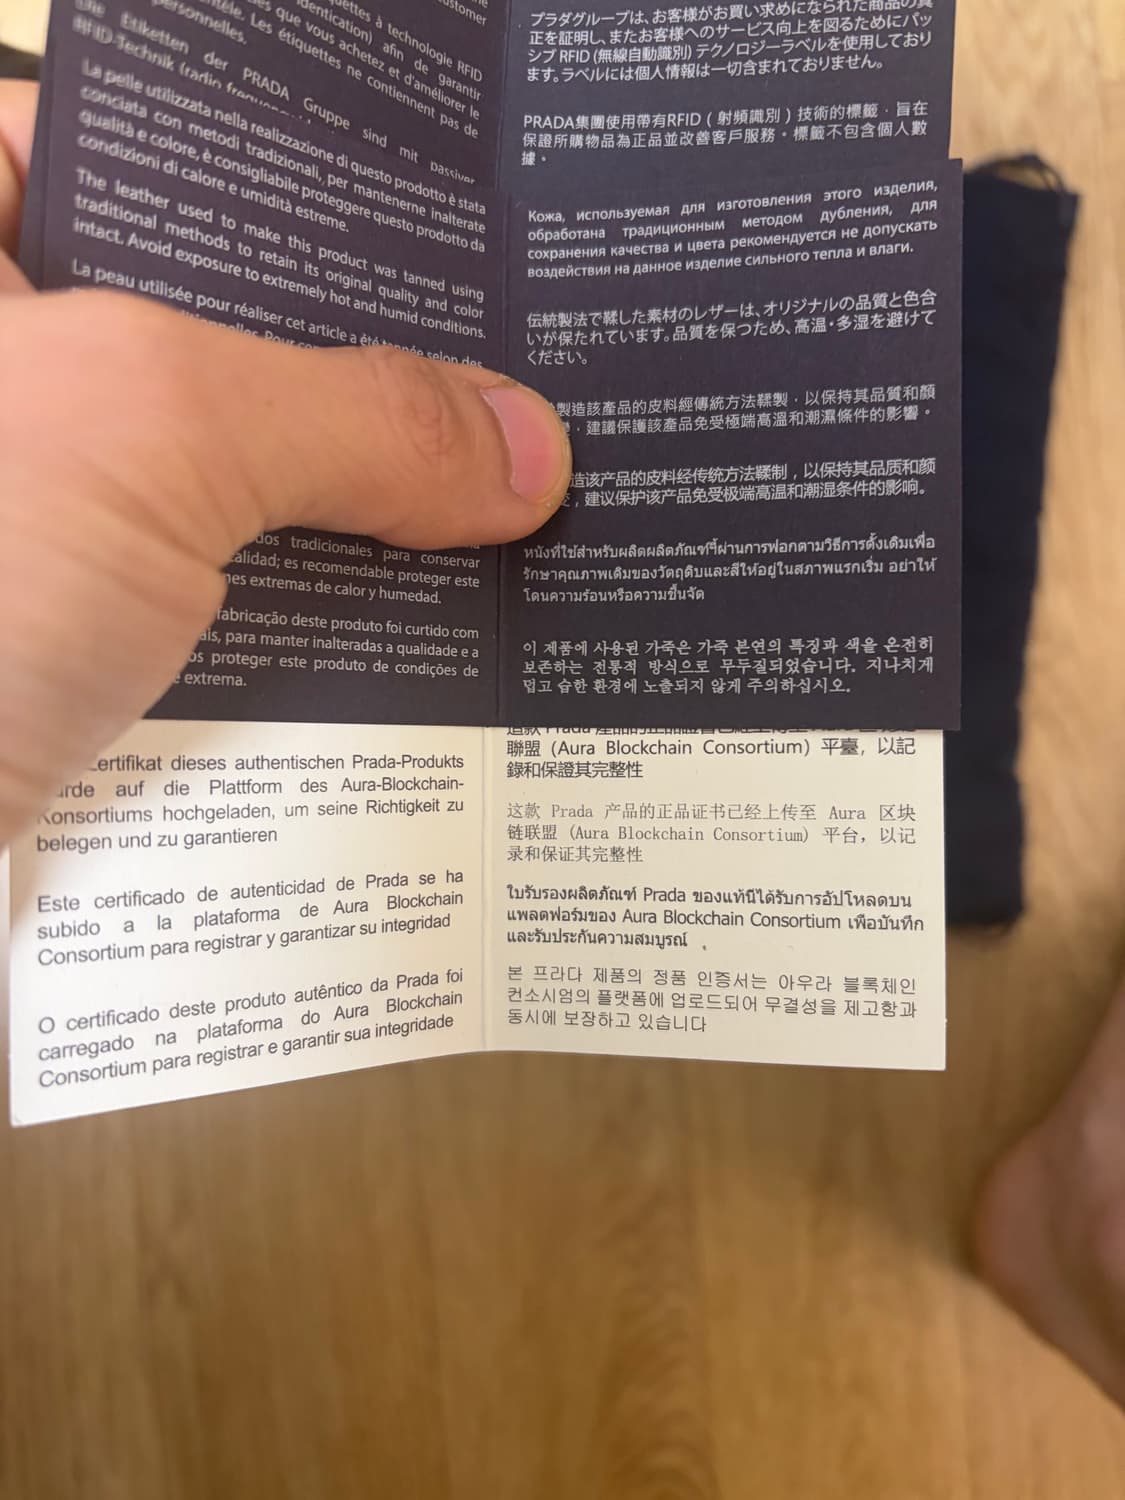 customer
uettes à technologie RFID
identification) afin de garantir
que vous achetez et d'améliorer le
Les étiquettes ne contiennent pas de
personnelles.
Die Etiketten der PRADA Gruppe sind mit passiver
RFID-Technik (radio
La pelle utilizzata nella realizzazione di questo prodotto è stata
conciata con metodi tradizionali, per mantenerne inalterate
qualità e colore, è consigliabile proteggere questo prodotto da
condizioni di calore e umidità estreme.
The leather used to make this product was tanned using
traditional methods to retain its original quality and color
intact. Avoid exposure to extremely hot and humid conditions.
La peau utilisée pour réaliser cet article a été tannée selon des
tradicionales para conservar
calidad; es recomendable proteger este
extremas de calor y humedad.
fabricação deste produto foi curtido com
para manter inalteradas a qualidade e a
proteger este produto de condições de
extrema.
プラダグループは、お客様がお買い求めになられた商品の真
正を証明し、またお客様へのサービス向上を図るためにパッ
シブ RFID (無線自動識別) テクノロジーラベルを使用しており
ます。ラベルには個人情報は一切含まれておりません。
PRADA集團使用帶有RFID（射頻識別）技術的標籤，旨在
保證所購物品為正品並改善客戶服務。標籤不包含個人數
據。
Кожа, используемая для изготовления этого изделия,
обработана традиционным методом дубления, для
сохранения качества и цвета рекомендуется не допускать
воздействия на данное изделие сильного тепла и влаги.
伝統製法で鞣した素材のレザーは、オリジナルの品質と色合
いが保たれています。品質を保つため、高温・多湿を避けて
ください。
製造該產品的皮料經傳統方法鞣製，以保持其品質和顏
，建議保護該產品免受極端高溫和潮濕條件的影響。
造该产品的皮料经传统方法鞣制，以保持其品质和颜
，建议保护该产品免受极端高温和潮湿条件的影响。
หนังที่ใช้สำหรับผลิตผลิตภัณฑ์นี้ผ่านการฟอกตามวิธีการดั้งเดิมเพื่อ
รักษาคุณภาพเดิมของวัตถุดิบและสีให้อยู่ในสภาพแรกเริ่ม อย่าให้
โดนความร้อนหรือความชื้นจัด
이 제품에 사용된 가죽은 가죽 본연의 특징과 색을 온전히
보존하는 전통적 방식으로 무두질되었습니다. 지나치게
덥고 습한 환경에 노출되지 않게 주의하십시오.
Zertifikat dieses authentischen Prada-Produkts
wurde auf die Plattform des Aura-Blockchain-
Konsortiums hochgeladen, um seine Richtigkeit zu
belegen und zu garantieren
Este certificado de autenticidad de Prada se ha
subido a la plataforma de Aura Blockchain
Consortium para registrar y garantizar su integridad
O certificado deste produto autêntico da Prada foi
carregado na plataforma do Aura Blockchain
Consortium para registrar e garantir sua integridade
聯盟（Aura Blockchain Consortium）平臺，以記
錄和保證其完整性
这款 Prada 产品的正品证书已经上传至 Aura 区块
链联盟（Aura Blockchain Consortium）平台，以记
录和保证其完整性
ใบรับรองผลิตภัณฑ์ Prada ของแท้นี้ได้รับการอัปโหลดบน
แพลตฟอร์มของ Aura Blockchain Consortium เพื่อบันทึก
และรับประกันความสมบูรณ์
본 프라다 제품의 정품 인증서는 아우라 블록체인
컨소시엄의 플랫폼에 업로드되어 무결성을 제고함과
동시에 보장하고 있습니다